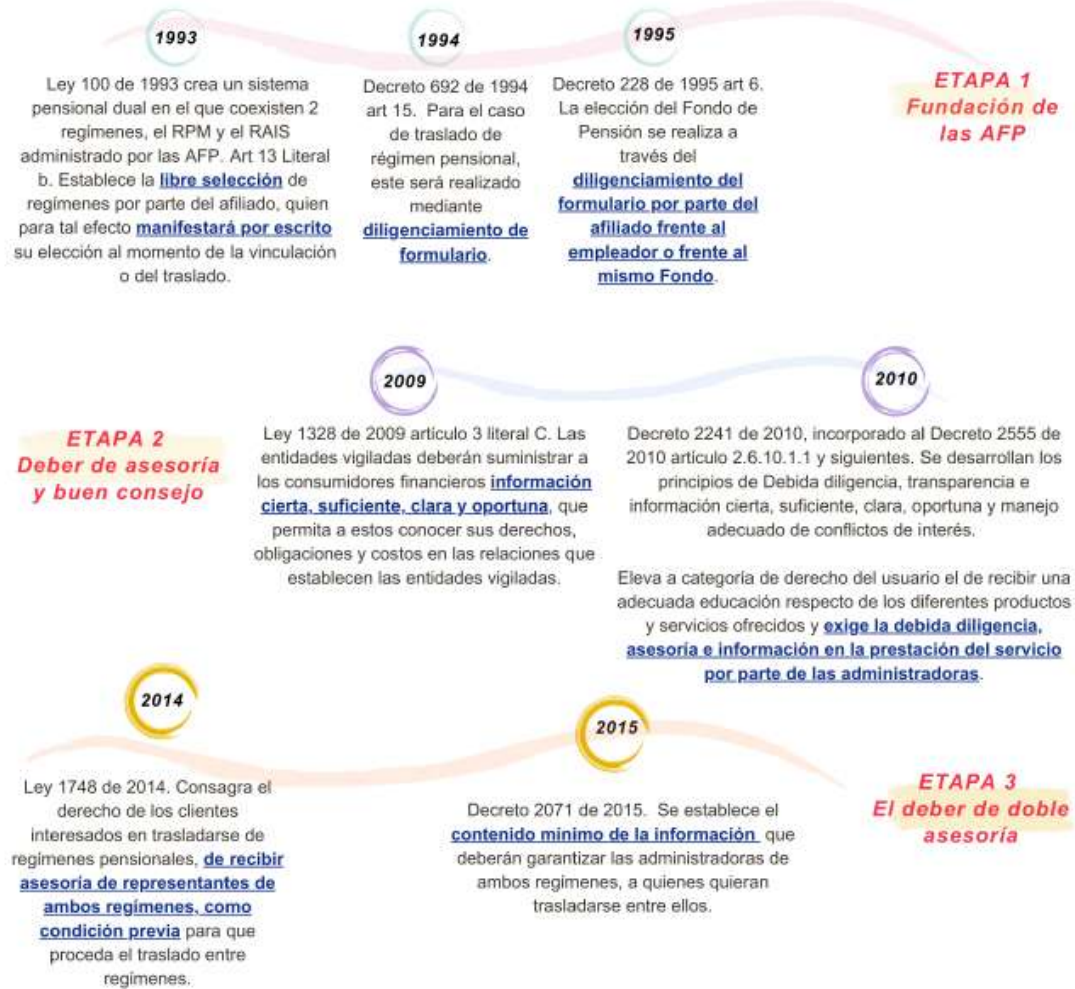 1993
Ley 100 de 1993 crea un sistema
pensional dual en el que coexisten 2
regímenes, el RPM y el RAIS
administrado por las AFP. Art 13 Literal
b. Establece la libre selección de
regímenes por parte del afiliado, quien
para tal efecto manifestará por escrito
su elección al momento de la vinculación
o del traslado.
1994
Decreto 692 de 1994
art 15. Para el caso
de traslado de
régimen pensional,
este será realizado
mediante
diligenciamiento de
formulario.
1995
Decreto 228 de 1995 art 6.
La elección del Fondo de
Pensión se realiza a
través del
diligenciamiento del
formulario por parte del
afiliado frente al
empleador o frente al
mismo Fondo.
ETAPA 1
Fundación de
las AFP
ETAPA 2
Deber de asesoría
y buen consejo
2009
Ley 1328 de 2009 artículo 3 literal C. Las
entidades vigiladas deberán suministrar a
los consumidores financieros información
cierta, suficiente, clara y oportuna, que
permita a estos conocer sus derechos,
obligaciones y costos en las relaciones que
establecen las entidades vigiladas.
2010
Decreto 2241 de 2010, incorporado al Decreto 2555 de
2010 artículo 2.6.10.1.1 y siguientes. Se desarrollan los
principios de Debida diligencia, transparencia e
información cierta, suficiente, clara, oportuna y manejo
adecuado de conflictos de interés.
Eleva a categoría de derecho del usuario el de recibir una
adecuada educación respecto de los diferentes productos
y servicios ofrecidos y exige la debida diligencia,
asesoría e información en la prestación del servicio
por parte de las administradoras.
2014
Ley 1748 de 2014. Consagra el
derecho de los clientes
interesados en trasladarse de
regímenes pensionales, de recibir
asesoría de representantes de
ambos regímenes, como
condición previa para que
proceda el traslado entre
regímenes.
2015
Decreto 2071 de 2015. Se establece el
contenido mínimo de la información que
deberán garantizar las administradoras de
ambos regímenes, a quienes quieran
trasladarse entre ellos.
ETAPA 3
El deber de doble
asesoría